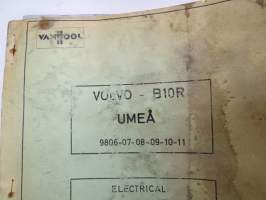 VANHOOL
VOLVO - B10R
UMEÅ
9806-07-08-09-10-11
ELECTRICAL